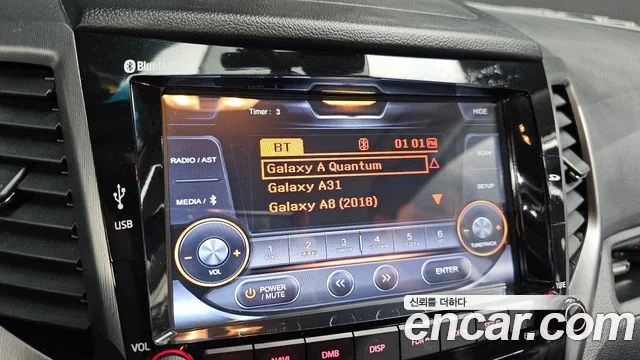 Bluetooth
Timer : 3
HIDE
BT
01 01 PM
RADIO / AST
Galaxy A Quantum
SCAN
Galaxy A31
SETUP
MEDIA /
Galaxy A8 (2018)
USB
VOL
TUNE/TRACK
1 2 3 4 5 6
POWER
/ MUTE
ENTER
신뢰를 더하다
encar.com
VOL
NAVI
DMB
DISP